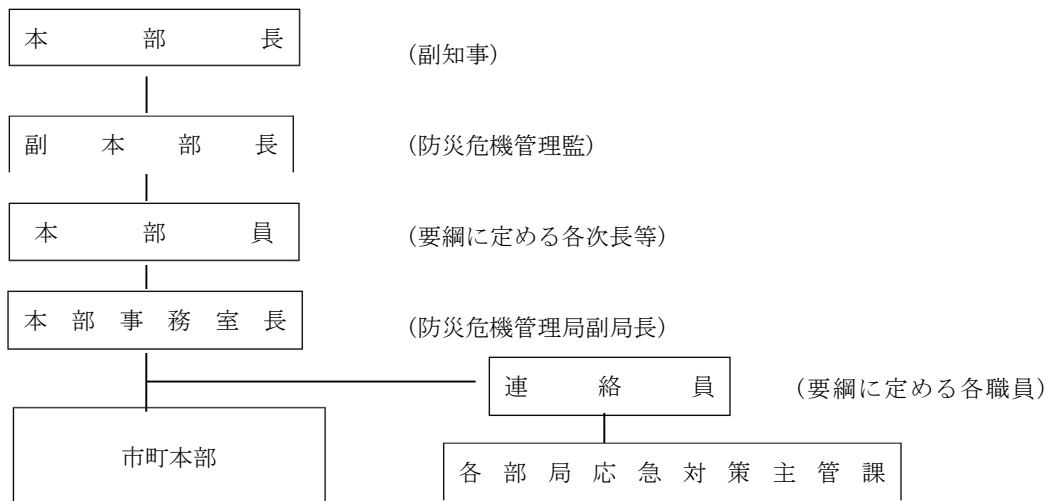 本部長 (副知事)
副本部長 (防災危機管理監)
本部員 (要綱に定める各次長等)
本部事務室長 (防災危機管理局副局長)
連絡員 (要綱に定める各職員)
市町本部
各部局応急対策主管課